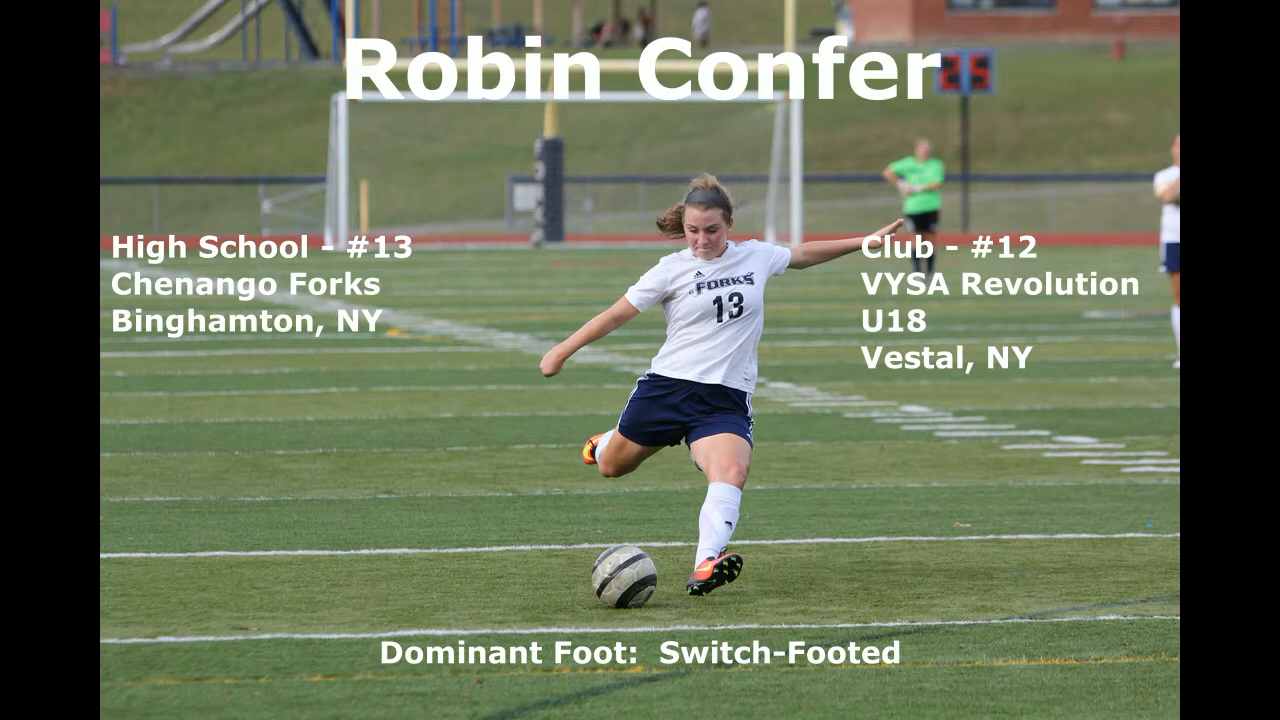 Robin Confer
High School - #13
Chenango Forks
Binghamton, NY
Club - #12
VYSA Revolution
U18
Vestal, NY
FORKS
13
25
Dominant Foot:  Switch-Footed